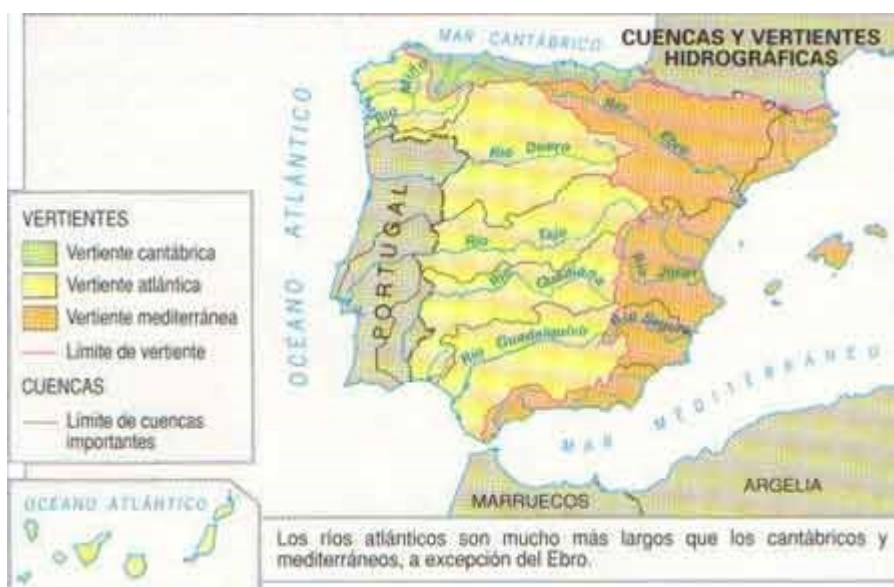 MAR CANTÁBRICO
CUENCAS Y VERTIENTES
HIDROGRÁFICAS
OCÉANO ATLÁNTICO
Río Miño
Río Ebro
Río Duero
PORTUGAL
Río Tajo
Río Guadiana
Río Júcar
Río Guadalquivir
Río Segura
MAR MEDITERRÁNEO
VERTIENTES
Vertiente cantábrica
Vertiente atlántica
Vertiente mediterránea
Límite de vertiente
CUENCAS
Límite de cuencas
importantes
OCÉANO ATLÁNTICO
MARRUECOS
ARGELIA
Los ríos atlánticos son mucho más largos que los cantábricos y
mediterráneos, a excepción del Ebro.